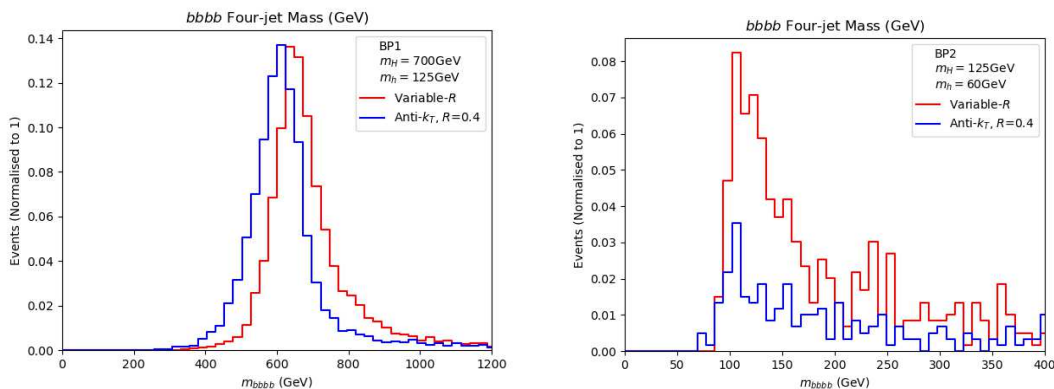 bbbb Four-jet Mass (GeV)
0.14
0.12
0.10
0.08
0.06
0.04
0.02
0.00
Events (Normalised to 1)
BP1
m_H = 700GeV
m_h = 125GeV
Variable-R
Anti-k_T, R=0.4
0 200 400 600 800 1000 1200
m_bbbb (GeV)
bbbb Four-jet Mass (GeV)
0.08
0.07
0.06
0.05
0.04
0.03
0.02
0.01
0.00
Events (Normalised to 1)
BP2
m_H = 125GeV
m_h = 60GeV
Variable-R
Anti-k_T, R=0.4
0 50 100 150 200 250 300 350 400
m_bbbb (GeV)